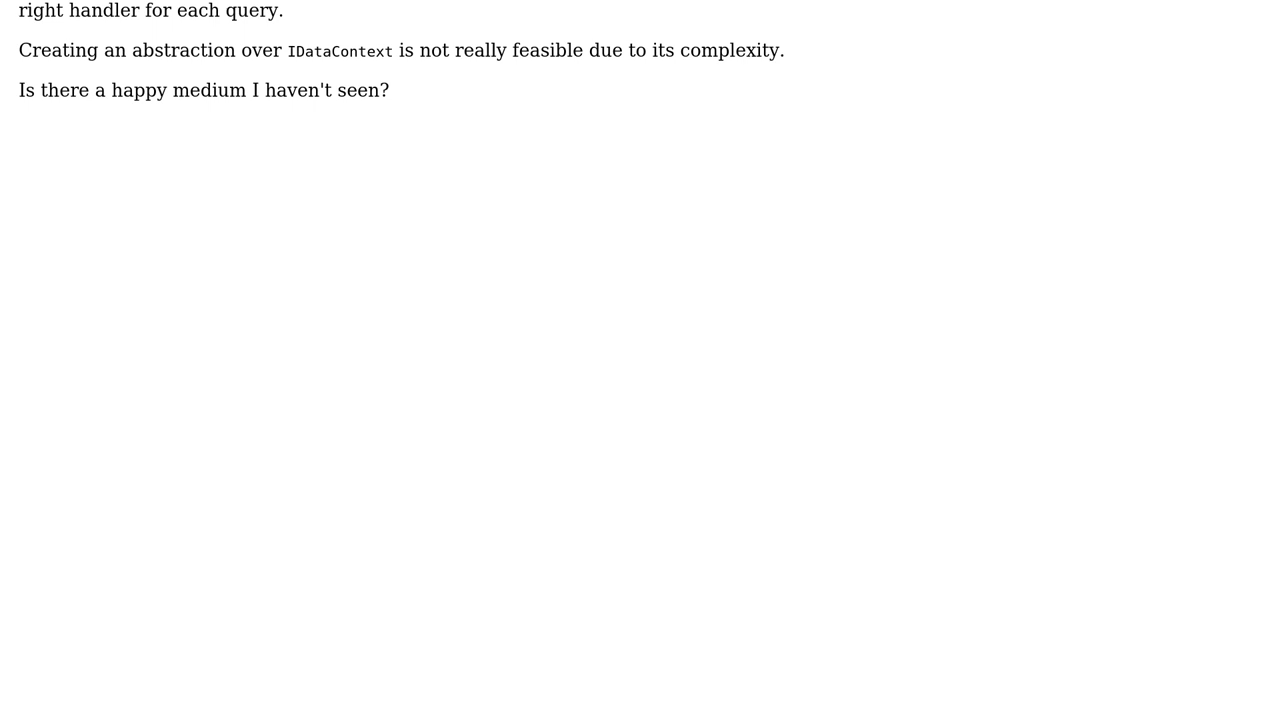 right handler for each query.
Creating an abstraction over IDataContext is not really feasible due to its complexity.
Is there a happy medium I haven't seen?